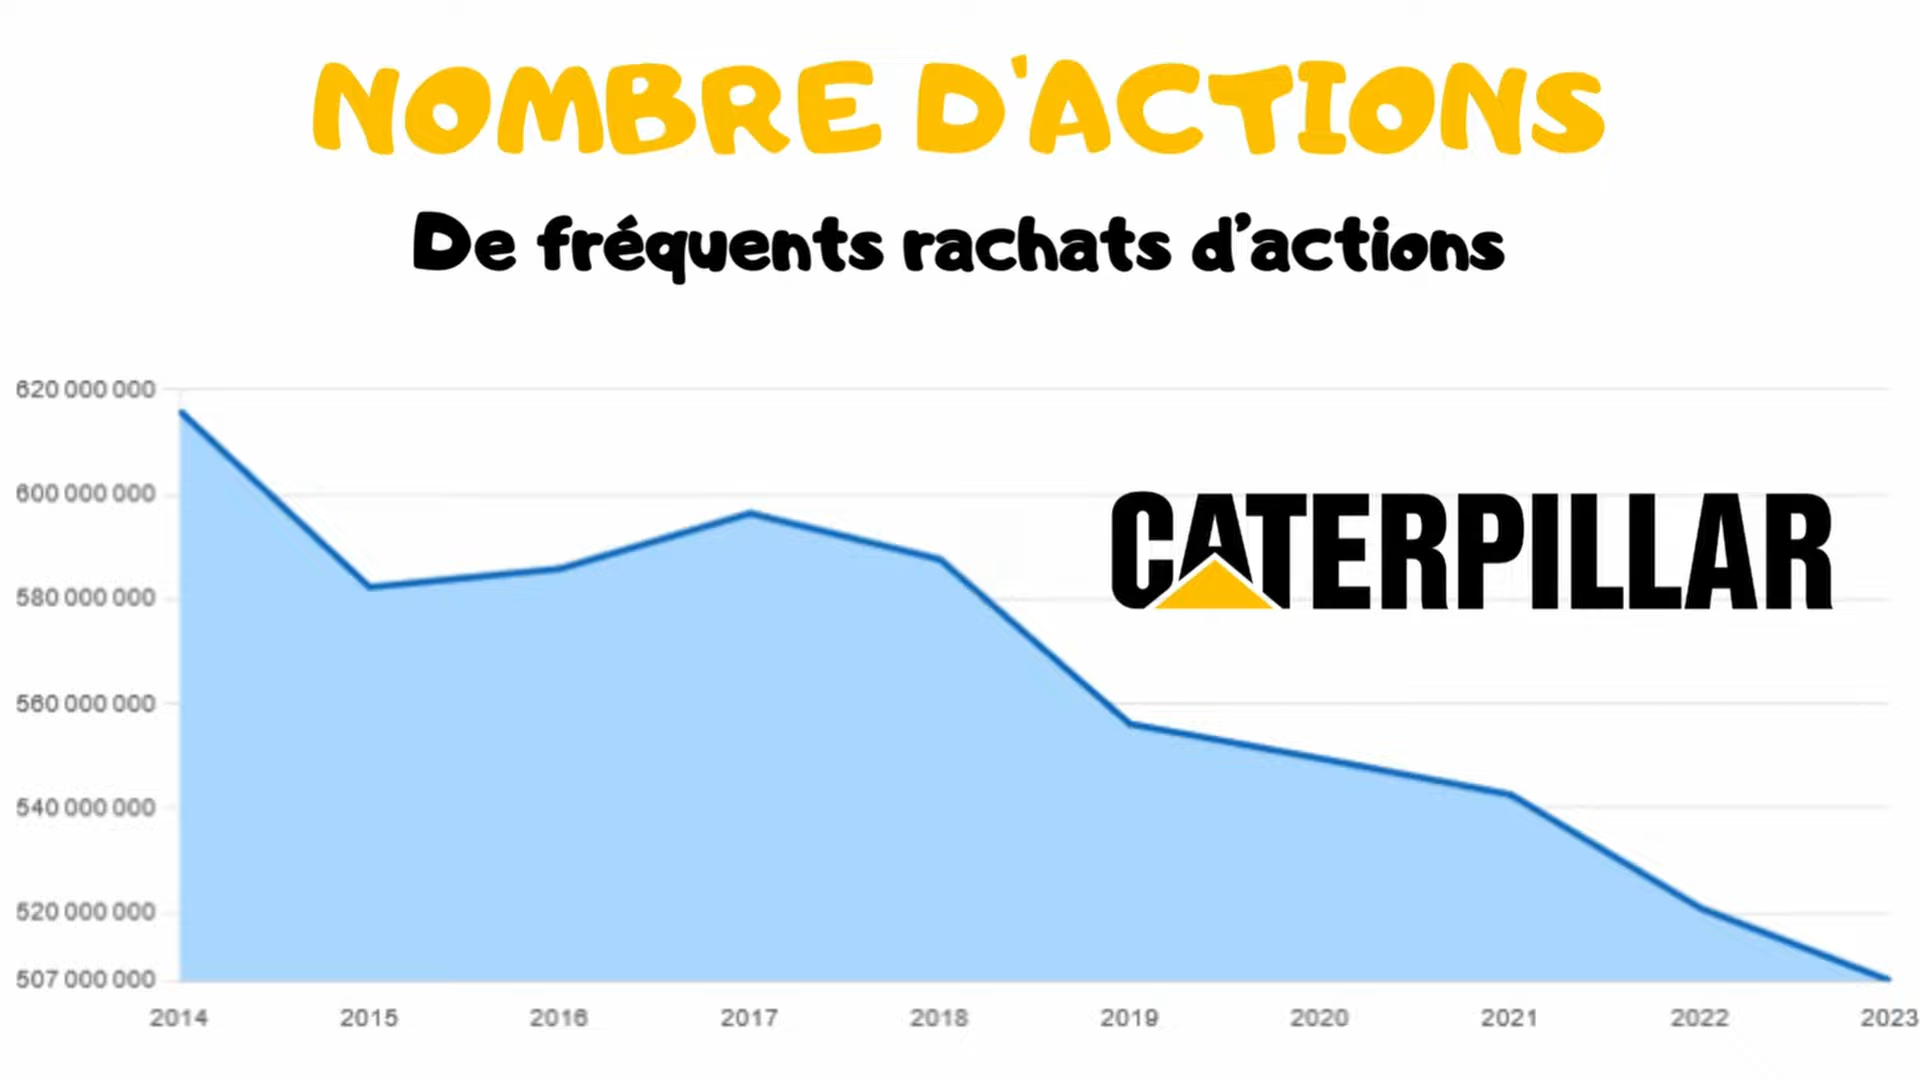 NOMBRE D'ACTIONS
De fréquents rachats d’actions
620 000 000
600 000 000
CATERPILLAR
580 000 000
560 000 000
540 000 000
520 000 000
507 000 000
2014 2015 2016 2017 2018 2019 2020 2021 2022 2023